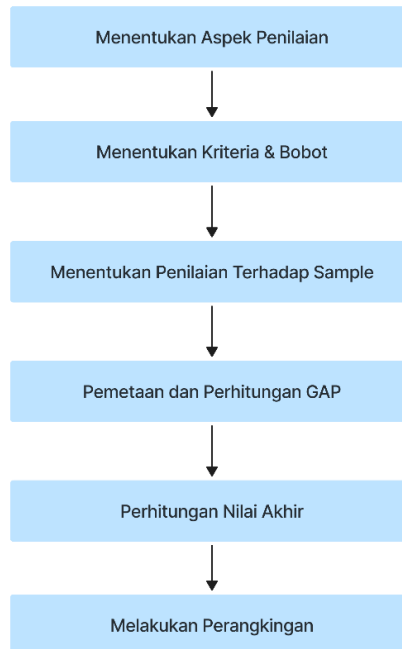 Menentukan Aspek Penilaian
Menentukan Kriteria & Bobot
Menentukan Penilaian Terhadap Sample
Pemetaan dan Perhitungan GAP
Perhitungan Nilai Akhir
Melakukan Perangkingan